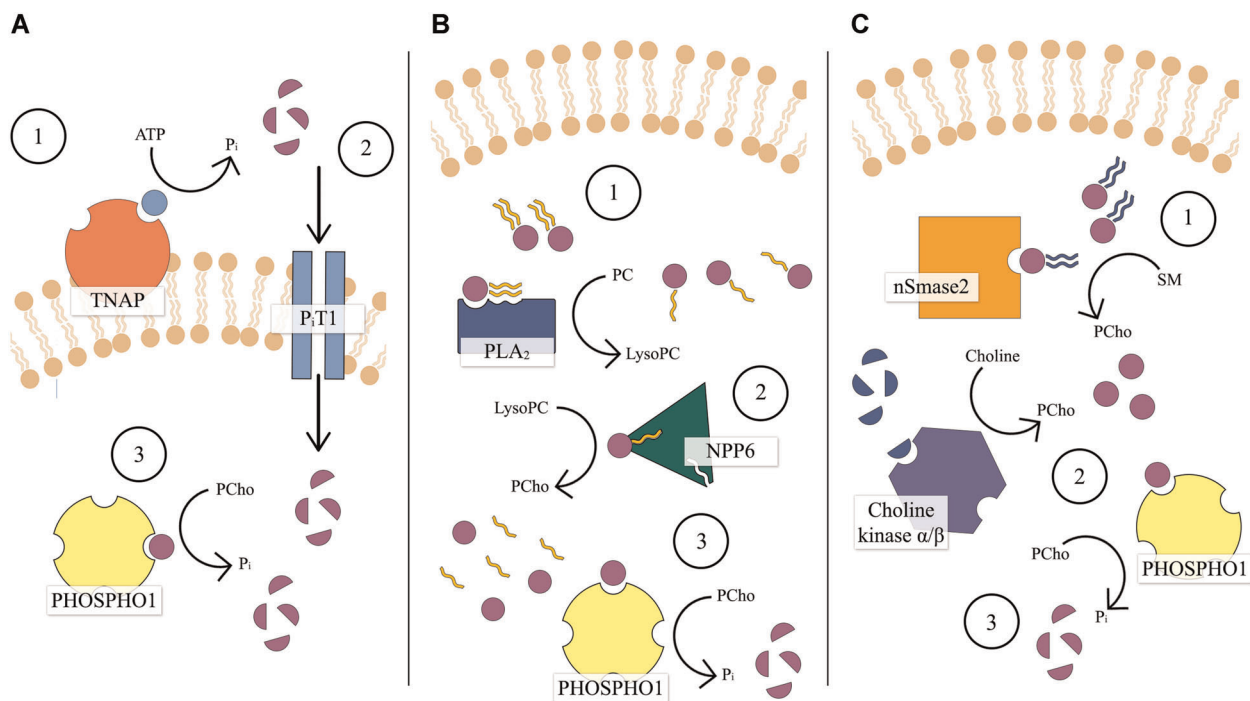 A
1
ATP
Pᵢ
2
TNAP
PᵢT1
3
PCho
Pᵢ
PHOSPHO1
B
1
PC
PLA₂
LysoPC
2
LysoPC
NPP6
PCho
3
PCho
PHOSPHO1
Pᵢ
C
1
nSmase2
SM
PCho
Choline
PCho
2
Choline
kinase α/β
PCho
PHOSPHO1
Pᵢ
3